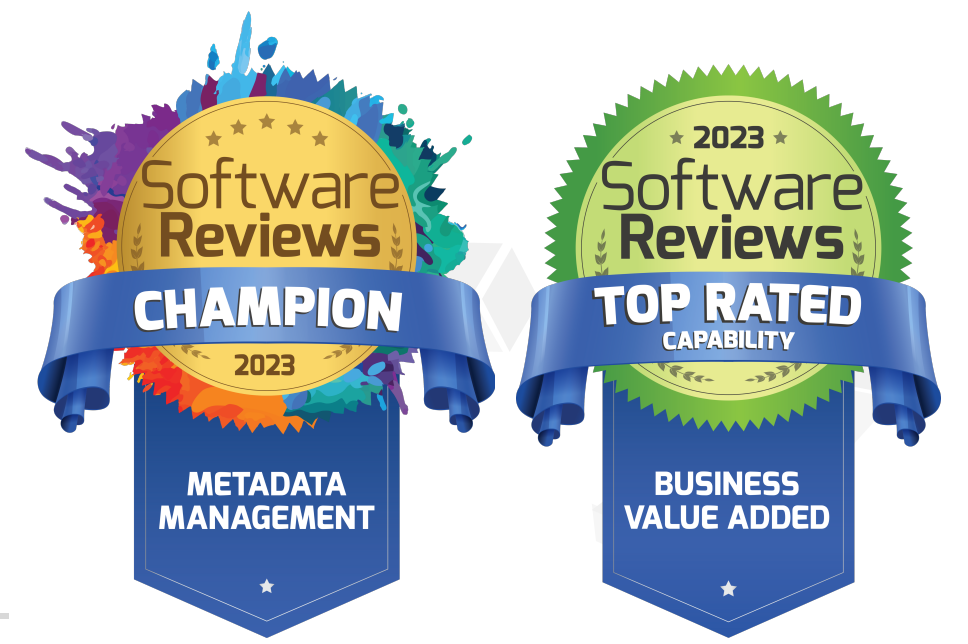 Software
Reviews
CHAMPION
2023
METADATA
MANAGEMENT
2023
Software
Reviews
TOP RATED
CAPABILITY
BUSINESS
VALUE ADDED